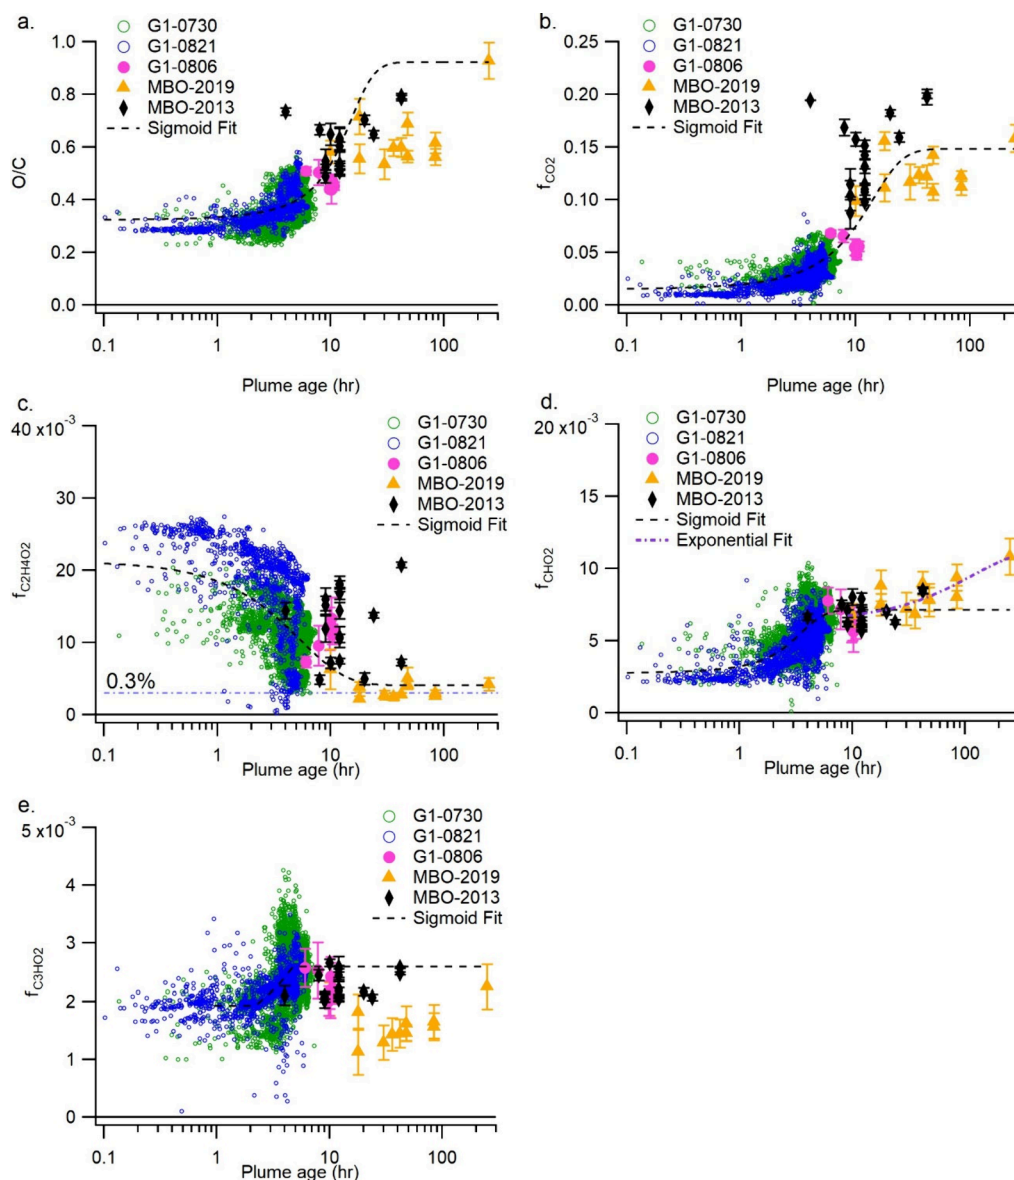 a.
G1-0730
G1-0821
G1-0806
MBO-2019
MBO-2013
Sigmoid Fit
1.0
0.8
0.6
0.4
0.2
0.0
O/C
0.1 1 10 100
Plume age (hr)
b.
G1-0730
G1-0821
G1-0806
MBO-2019
MBO-2013
Sigmoid Fit
0.25
0.20
0.15
0.10
0.05
0.00
fCO2
0.1 1 10 100
Plume age (hr)
c.
40 x10⁻³
G1-0730
G1-0821
G1-0806
MBO-2019
MBO-2013
Sigmoid Fit
30
20
10
0
0.3%
fC2H4O2
0.1 1 10 100
Plume age (hr)
d.
20 x10⁻³
G1-0730
G1-0821
G1-0806
MBO-2019
MBO-2013
Sigmoid Fit
Exponential Fit
15
10
5
0
fCHO2
0.1 1 10 100
Plume age (hr)
e.
5 x10⁻³
G1-0730
G1-0821
G1-0806
MBO-2019
MBO-2013
Sigmoid Fit
4
3
2
1
0
fC3HO2
0.1 1 10 100
Plume age (hr)